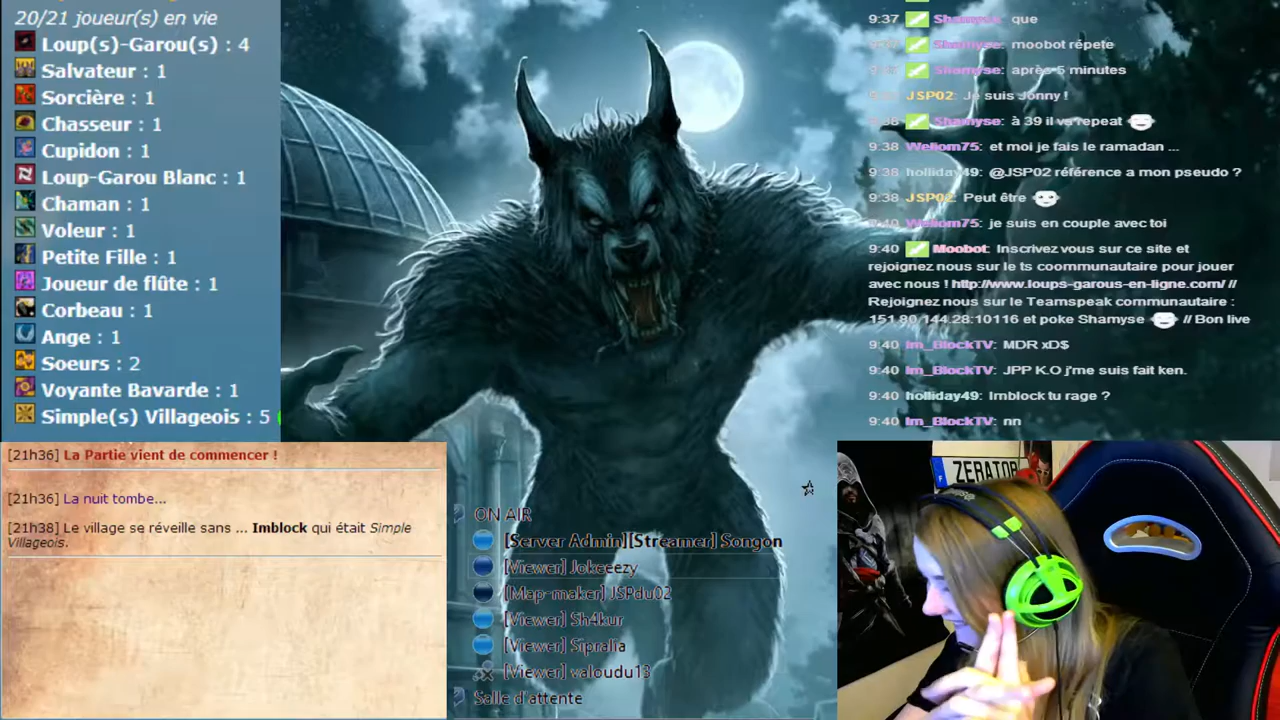 20/21 joueur(s) en vie
Loup(s)-Garou(s) : 4
Salvateur : 1
Sorcière : 1
Chasseur : 1
Cupidon : 1
Loup-Garou Blanc : 1
Chaman : 1
Voleur : 1
Petite Fille : 1
Joueur de flûte : 1
Corbeau : 1
Ange : 1
Soeurs : 2
Voyante Bavarde : 1
Simple(s) Villageois : 5
[21h36] La Partie vient de commencer !
[21h36] La nuit tombe...
[21h38] Le village se réveille sans ... Imblock qui était Simple
Villageois.
9:37 Shamyse: que
Shamyse: moobot répete
Shamyse: après 5 minutes
JSP02: Je suis Jonny !
Shamyse: à 39 il va repeat
9:38 Wellom75: et moi je fais le ramadan ...
9:38 holliday49: @JSP02 référence a mon pseudo ?
9:38 JSP02: Peut être
9:40 Wellom75: je suis en couple avec toi
9:40 Moobot: Inscrivez vous sur ce site et
rejoignez nous sur le ts coommunautaire pour jouer
avec nous ! http://www.loups-garous-en-ligne.com/ //
Rejoignez nous sur le Teamspeak communautaire :
151.80.144.28:10116 et poke Shamyse // Bon live
9:40 Im_BlockTV: MDR xD$
9:40 Im_BlockTV: JPP K.O j'me suis fait ken.
9:40 holliday49: Imblock tu rage ?
9:40 Im_BlockTV: nn
ON AIR
[Server Admin][Streamer] Songon
[Viewer] Jokeeezy
[Map-maker] JSPdu02
[Viewer] Sh4kur
[Viewer] Sipralia
[Viewer] valoudu13
Salle d'attente
F ZERATOR